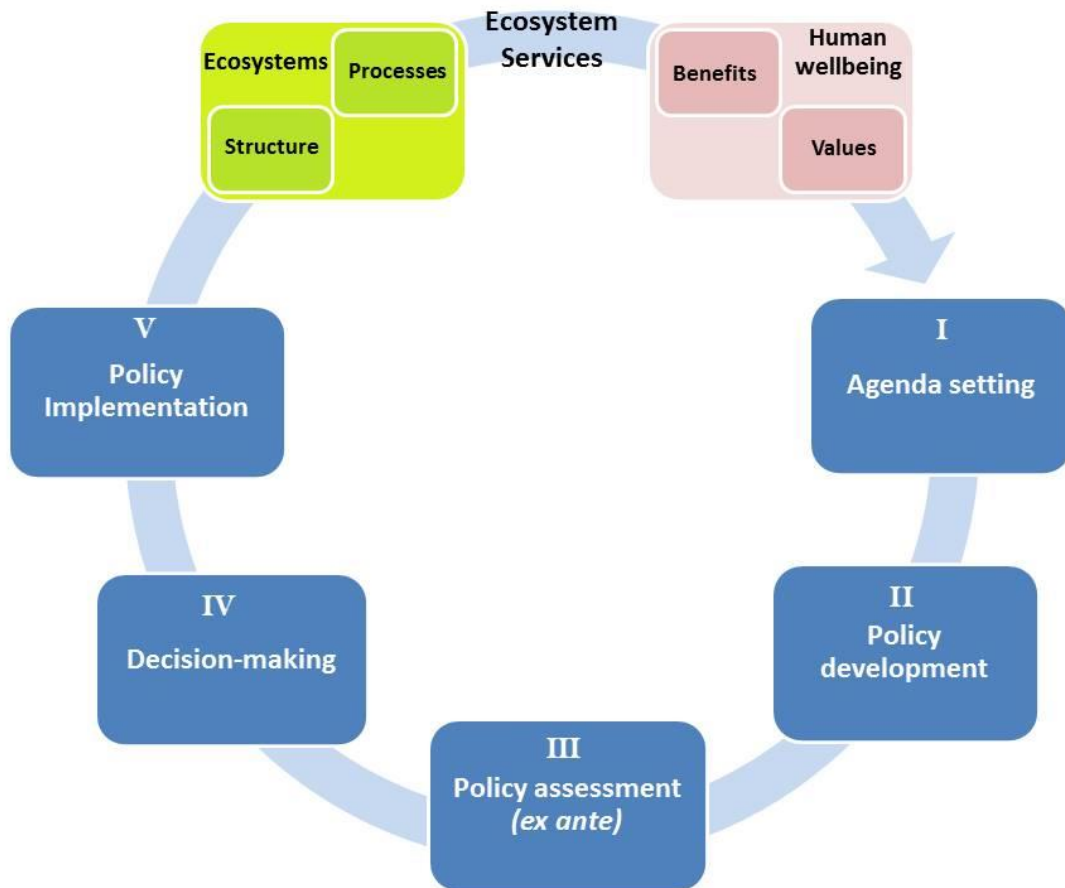 Ecosystem
Services
Ecosystems
Processes
Structure
Human
wellbeing
Benefits
Values
I
Agenda setting
II
Policy
development
III
Policy assessment
(ex ante)
IV
Decision-making
V
Policy
Implementation